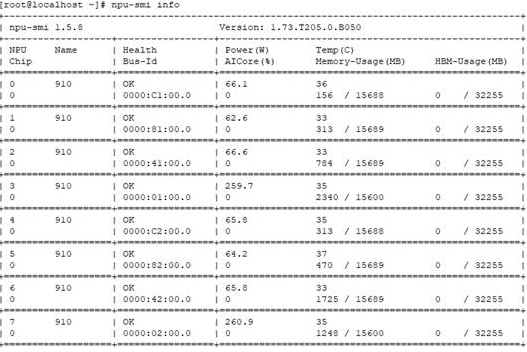 [root@localhost ~]# npu-smi info
| npu-smi 1.5.8 Version: 1.73.T205.0.B050 |
| NPU Name | Health | Power(W) Temp(C) |
| Chip | Bus-Id | AICore(%) Memory-Usage(MB) HBM-Usage(MB) |
| 0 910 | OK | 66.1 36 |
| 0 | 0000:C1:00.0 | 0 156 / 15688 0 / 32255 |
| 1 910 | OK | 62.6 33 |
| 0 | 0000:81:00.0 | 0 313 / 15689 0 / 32255 |
| 2 910 | OK | 66.6 33 |
| 0 | 0000:41:00.0 | 0 784 / 15689 0 / 32255 |
| 3 910 | OK | 259.7 35 |
| 0 | 0000:01:00.0 | 0 2340 / 15600 0 / 32255 |
| 4 910 | OK | 65.8 35 |
| 0 | 0000:C2:00.0 | 0 313 / 15688 0 / 32255 |
| 5 910 | OK | 64.2 37 |
| 0 | 0000:82:00.0 | 0 470 / 15689 0 / 32255 |
| 6 910 | OK | 65.8 33 |
| 0 | 0000:42:00.0 | 0 1725 / 15689 0 / 32255 |
| 7 910 | OK | 260.9 35 |
| 0 | 0000:02:00.0 | 0 1248 / 15600 0 / 32255 |